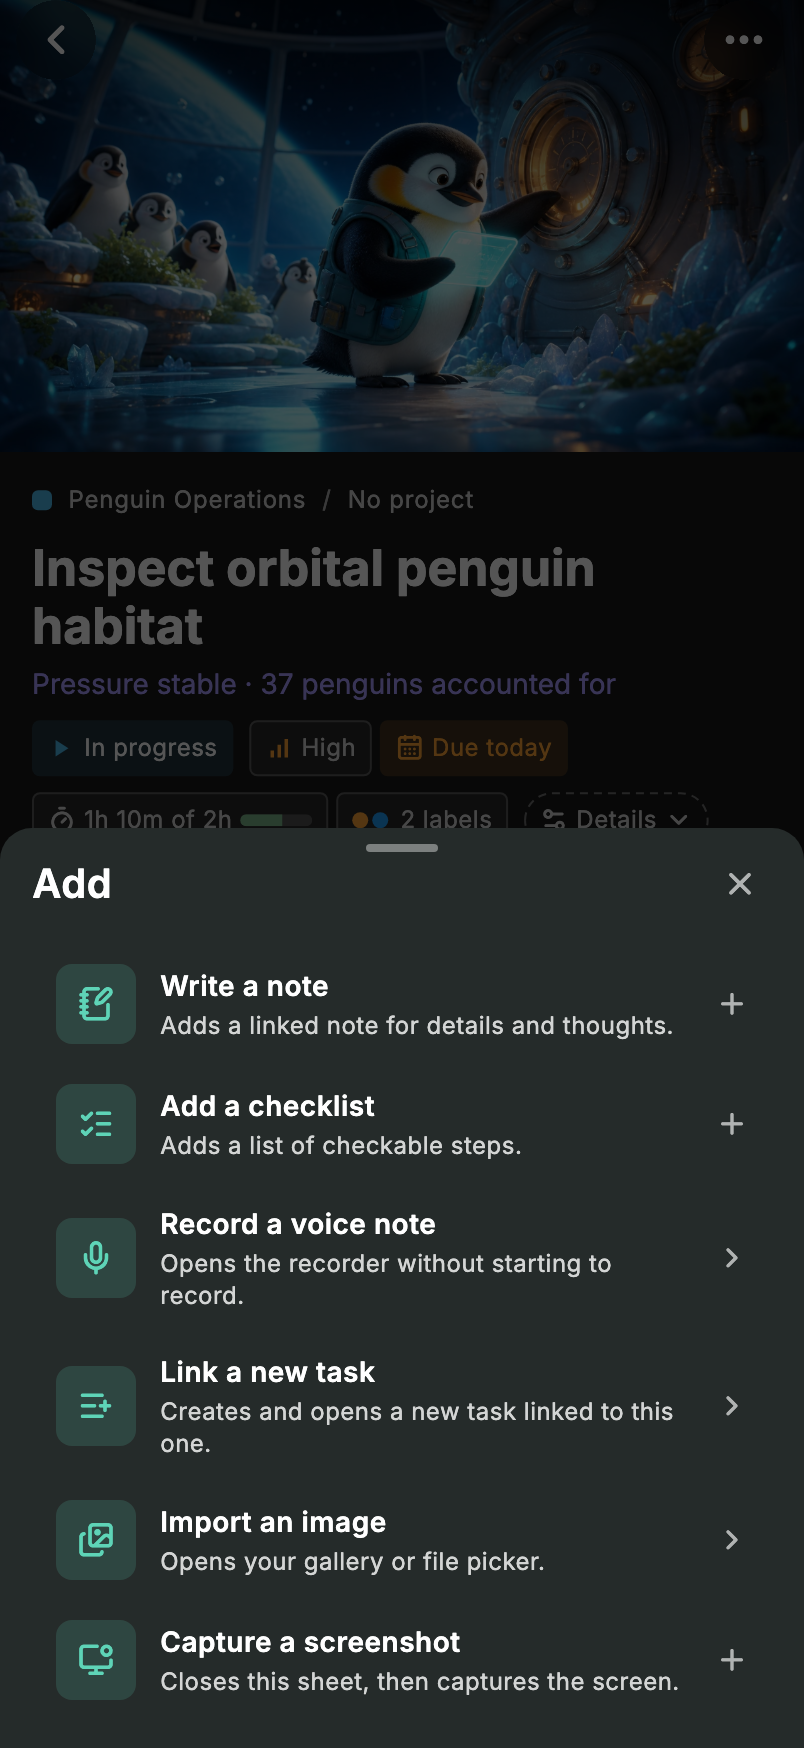 Penguin Operations / No project
Inspect orbital penguin
habitat
Pressure stable · 37 penguins accounted for
In progress
High
Due today
1h 10m of 2h
2 labels
Details
Add
Write a note
Adds a linked note for details and thoughts.
Add a checklist
Adds a list of checkable steps.
Record a voice note
Opens the recorder without starting to
record.
Link a new task
Creates and opens a new task linked to this
one.
Import an image
Opens your gallery or file picker.
Capture a screenshot
Closes this sheet, then captures the screen.